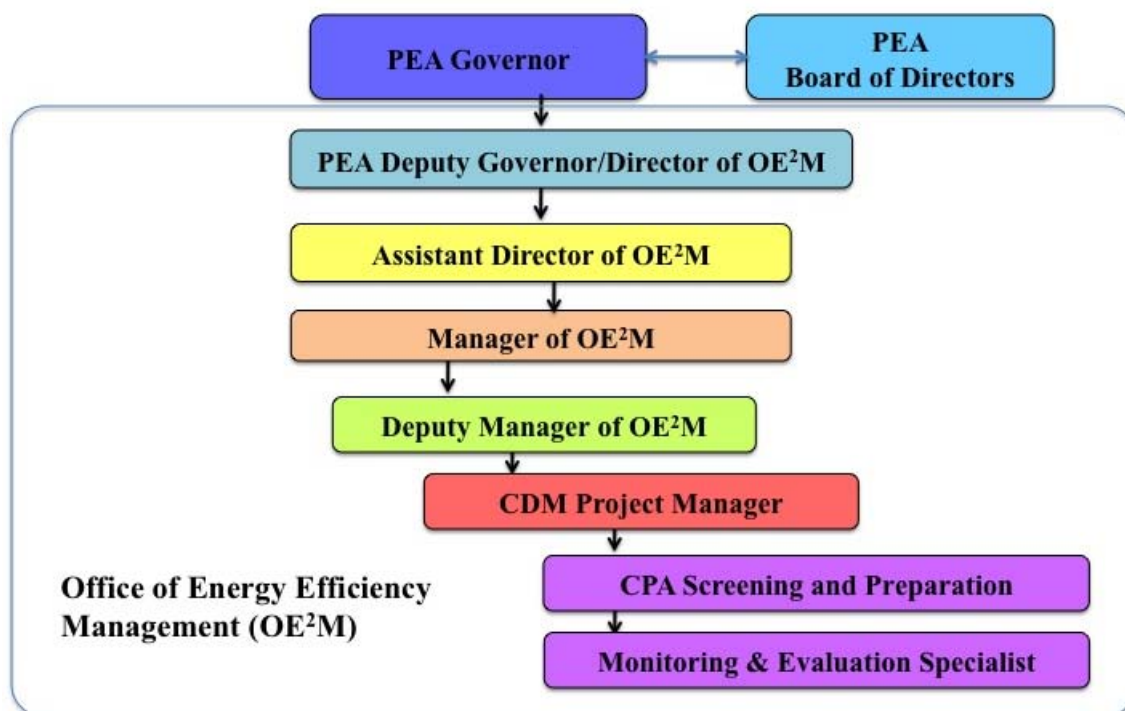 PEA Governor
PEA
Board of Directors
PEA Deputy Governor/Director of OE²M
Assistant Director of OE²M
Manager of OE²M
Deputy Manager of OE²M
CDM Project Manager
CPA Screening and Preparation
Monitoring & Evaluation Specialist
Office of Energy Efficiency
Management (OE²M)